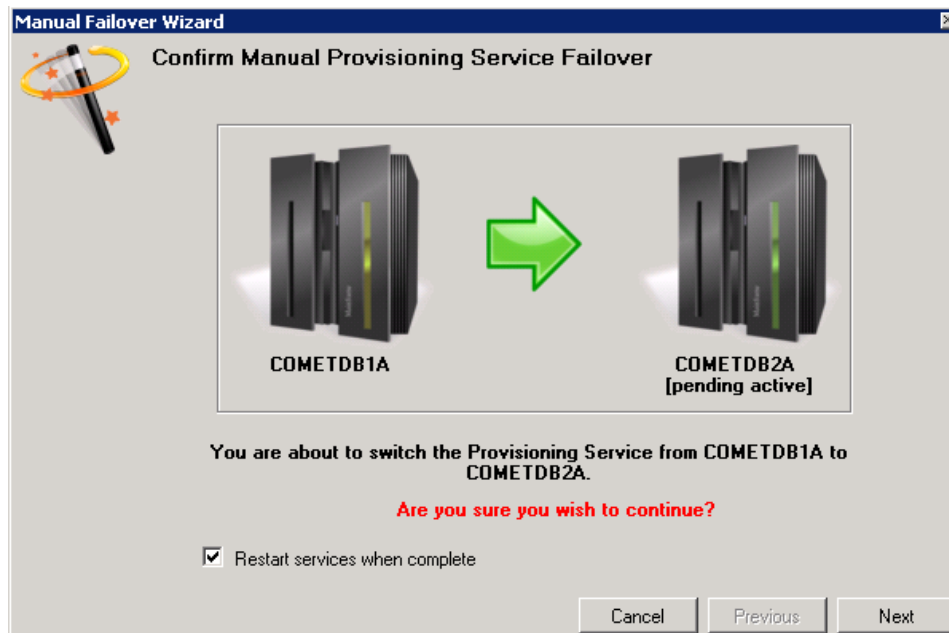 Manual Failover Wizard
Confirm Manual Provisioning Service Failover
COMETDB1A
COMETDB2A
[pending active]
You are about to switch the Provisioning Service from COMETDB1A to
COMETDB2A.
Are you sure you wish to continue?
Restart services when complete
Cancel
Previous
Next